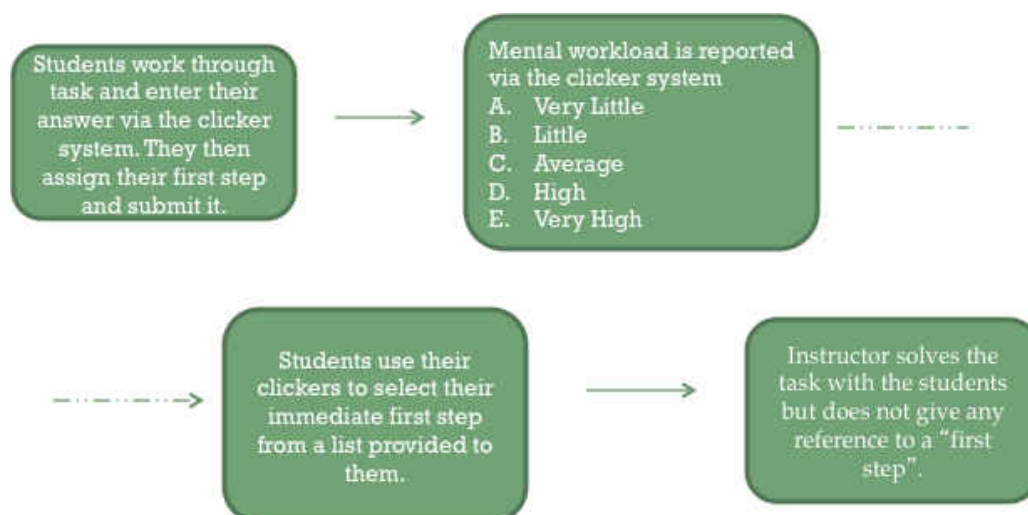 Students work through
task and enter their
answer via the clicker
system. They then
assign their first step
and submit it.
Mental workload is reported
via the clicker system
A. Very Little
B. Little
C. Average
D. High
E. Very High
Students use their
clickers to select their
immediate first step
from a list provided to
them.
Instructor solves the
task with the students
but does not give any
reference to a “first
step”.